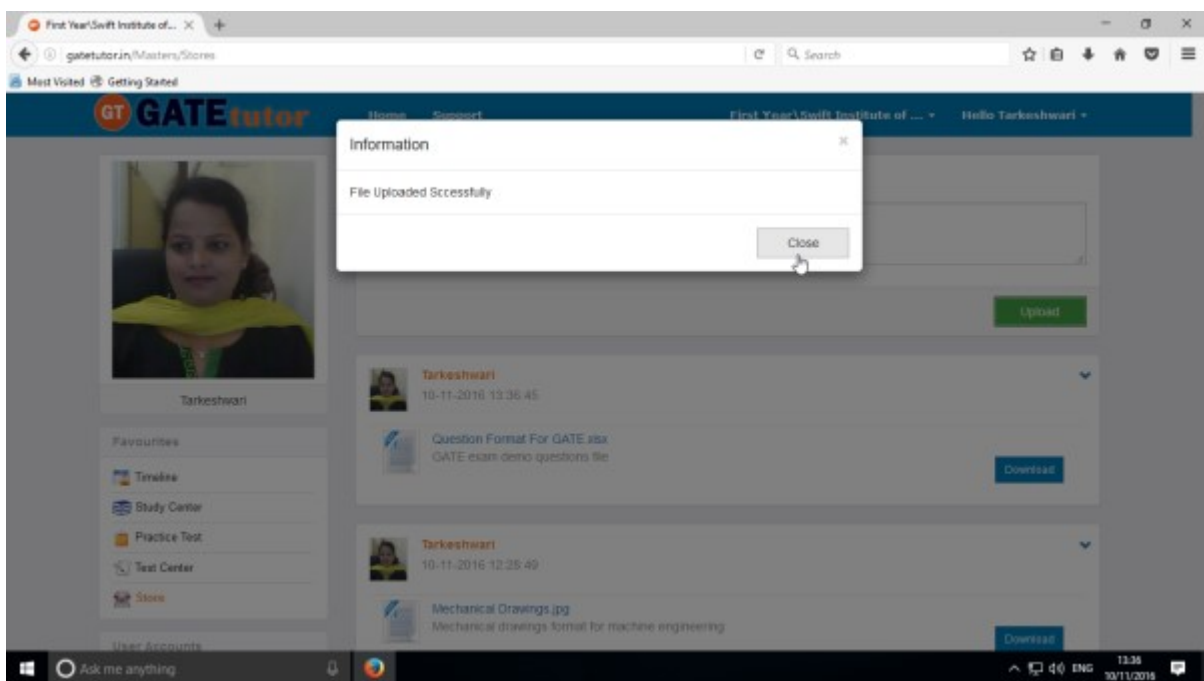 First Year\Swift Institute of...
gatetutor.in/Masters/Stores
Search
Most Visited Getting Started
GT GATEtutor Home Support First Year\Swift Institute of ... Hello Tarkeshwari
Information
File Uploaded Sccessfully
Close
Upload
Tarkeshwari
Favourites
Timeline
Study Center
Practice Test
Test Center
Store
User Accounts
Tarkeshwari
10-11-2016 13:36:45
Question Format For GATE.xlsx
GATE exam demo questions file
Download
Tarkeshwari
10-11-2016 12:28:49
Mechanical Drawings.jpg
Mechanical drawings format for machine engineering
Download
Ask me anything
ENG
13:36
10/11/2016